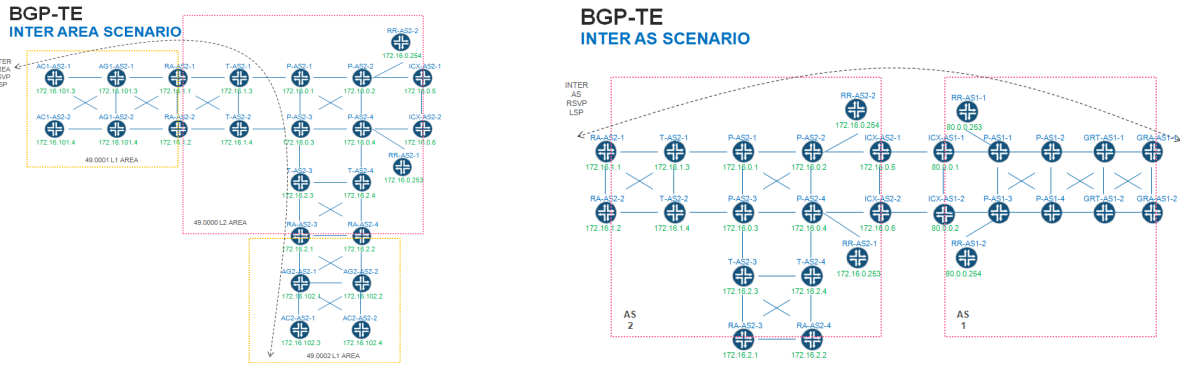 BGP-TE
INTER AREA SCENARIO
RR-AS2-2
172.16.0.254
AC1-AS2-1
AG1-AS2-1
RA-AS2-1
T-AS2-1
P-AS2-1
P-AS2-2
ICX-AS2-1
172.16.101.3
172.16.101.3
172.16.1.1
172.16.1.3
172.16.0.1
172.16.0.2
172.16.0.5
AC1-AS2-2
AG1-AS2-2
RA-AS2-2
T-AS2-2
P-AS2-3
P-AS2-4
ICX-AS2-2
172.16.101.4
172.16.101.4
172.16.1.2
172.16.1.4
172.16.0.3
172.16.0.4
172.16.0.6
49.0001 L1 AREA
RR-AS2-1
172.16.0.253
T-AS2-3
T-AS2-4
172.16.2.3
172.16.2.4
49.0000 L2 AREA
RA-AS2-3
RA-AS2-4
172.16.2.1
172.16.2.2
AG2-AS2-1
AG2-AS2-2
172.16.102.1
172.16.102.2
AC2-AS2-1
AC2-AS2-2
172.16.102.3
172.16.102.4
49.0002 L1 AREA
BGP-TE
INTER AS SCENARIO
INTER
AS
RSVP
LSP
RR-AS2-2
172.16.0.254
RR-AS1-1
80.0.0.253
RA-AS2-1
T-AS2-1
P-AS2-1
P-AS2-2
ICX-AS2-1
ICX-AS1-1
P-AS1-1
P-AS1-2
GRT-AS1-1
GRA-AS1-1
172.16.1.1
172.16.1.3
172.16.0.1
172.16.0.2
172.16.0.5
80.0.0.1
RA-AS2-2
T-AS2-2
P-AS2-3
P-AS2-4
ICX-AS2-2
ICX-AS1-2
P-AS1-3
P-AS1-4
GRT-AS1-2
GRA-AS1-2
172.16.1.2
172.16.1.4
172.16.0.3
172.16.0.4
172.16.0.6
80.0.0.2
RR-AS2-1
172.16.0.253
RR-AS1-2
80.0.0.254
T-AS2-3
T-AS2-4
172.16.2.3
172.16.2.4
AS
2
AS
1
RA-AS2-3
RA-AS2-4
172.16.2.1
172.16.2.2